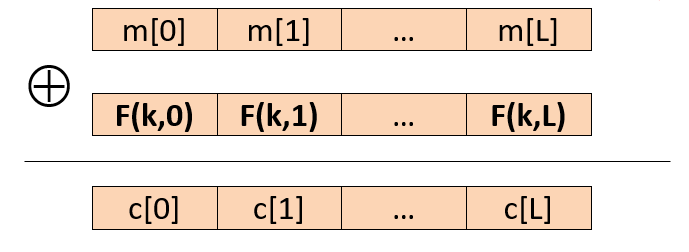 m[0] m[1] ... m[L]
⊕
F(k,0) F(k,1) ... F(k,L)
c[0] c[1] ... c[L]